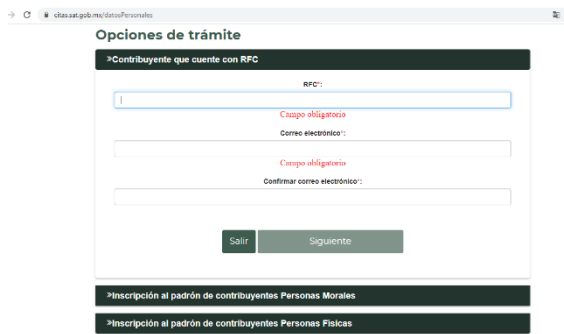 citas.sat.gob.mx/datosPersonales
Opciones de trámite
»Contribuyente que cuente con RFC
RFC*:
Campo obligatorio
Correo electrónico*:
Campo obligatorio
Confirmar correo electrónico*:
Salir Siguiente
»Inscripción al padrón de contribuyentes Personas Morales
»Inscripción al padrón de contribuyentes Personas Físicas